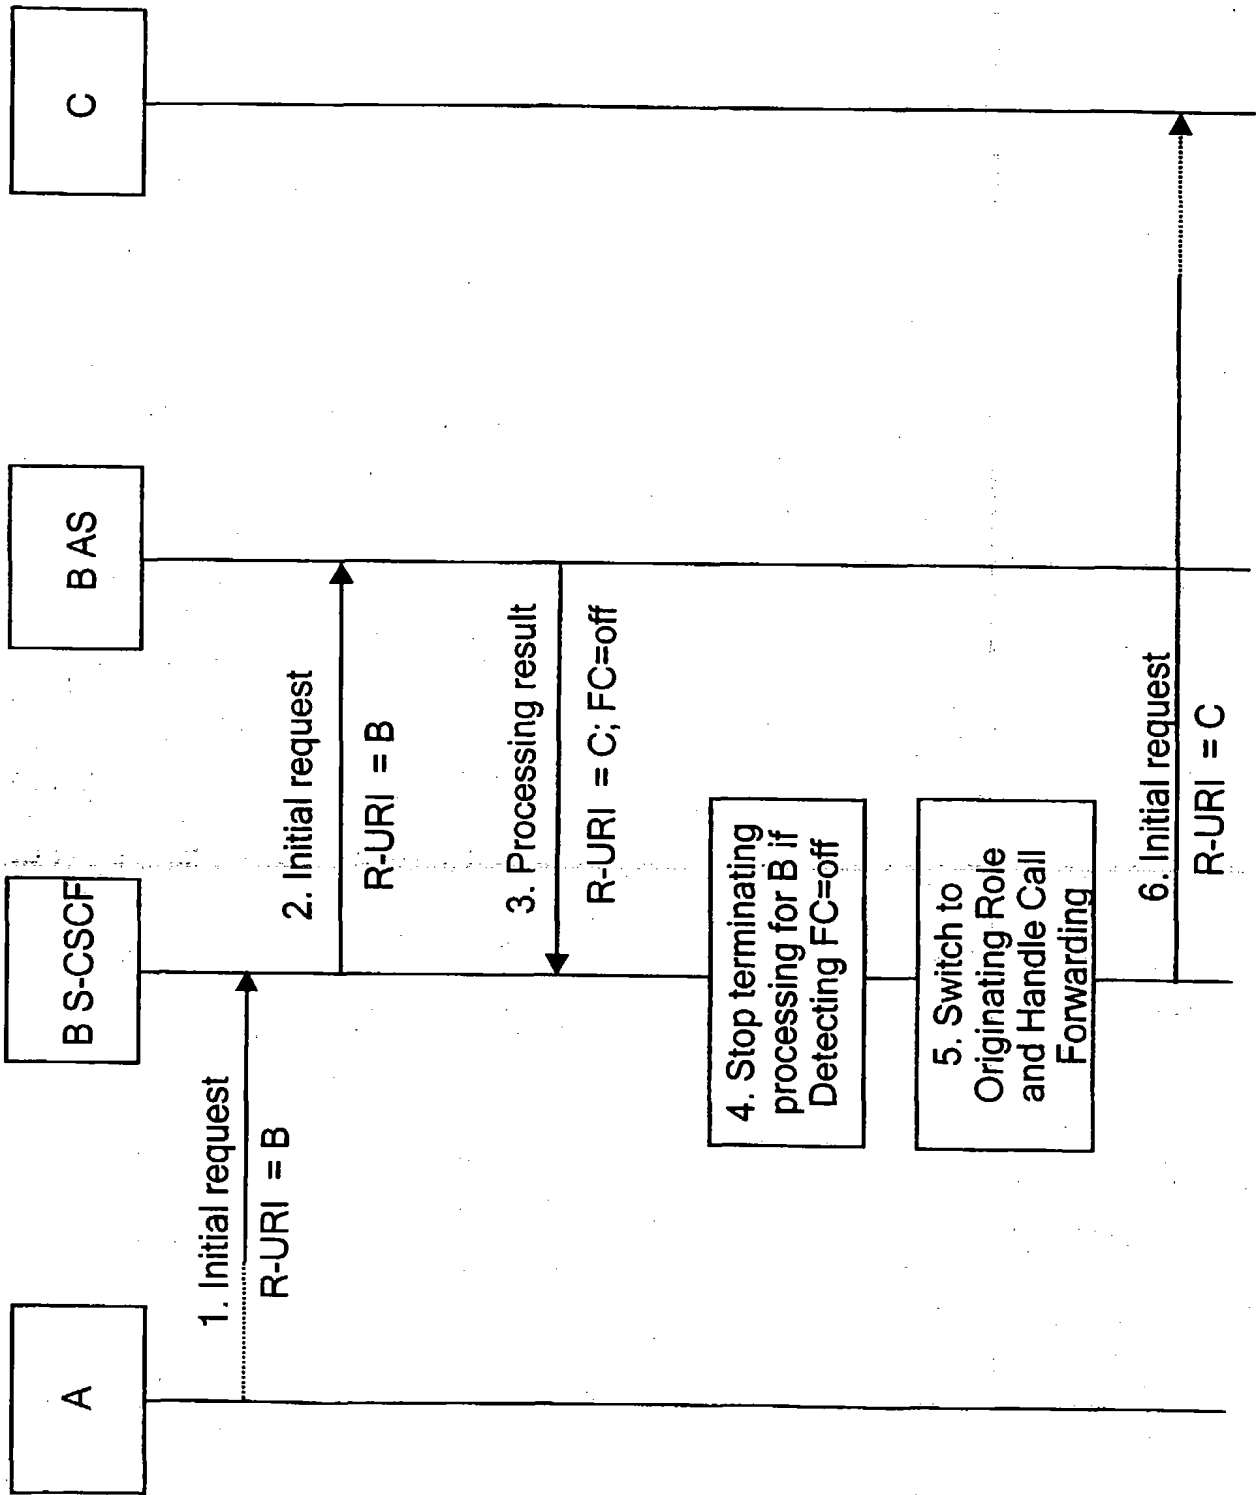 A
B S-CSCF
B AS
C
1. Initial request
R-URI = B
2. Initial request
R-URI = B
3. Processing result
R-URI = C; FC=off
4. Stop terminating
processing for B if
Detecting FC=off
5. Switch to
Originating Role
and Handle Call
Forwarding
6. Initial request
R-URI = C